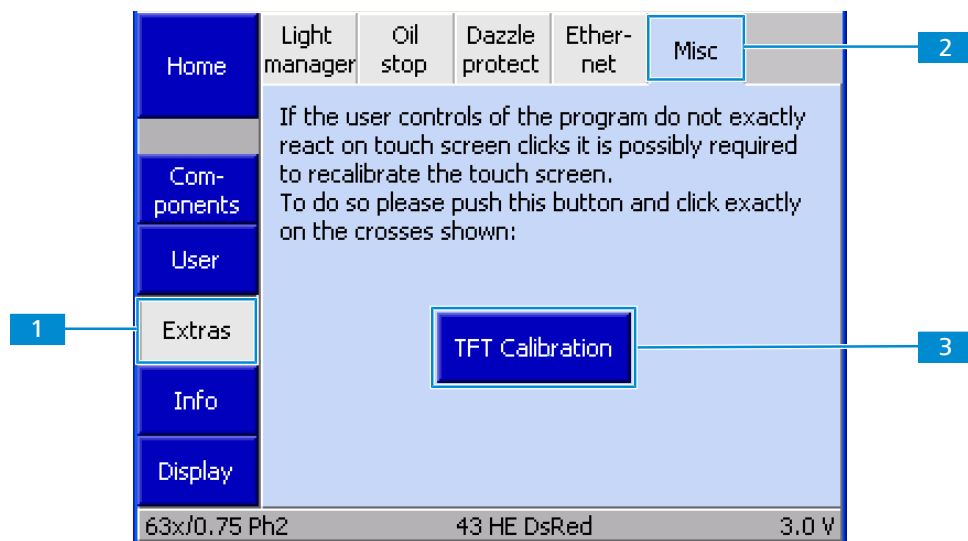 Home
Light
manager
Oil
stop
Dazzle
protect
Ether-
net
Misc
2
If the user controls of the program do not exactly
react on touch screen clicks it is possibly required
to recalibrate the touch screen.
To do so please push this button and click exactly
on the crosses shown:
Com-
ponents
User
1
Extras
TFT Calibration
3
Info
Display
63x/0.75 Ph2
43 HE DsRed
3.0 V